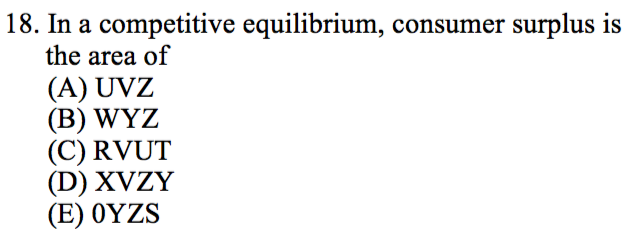 18. In a competitive equilibrium, consumer surplus is
the area of
(A) UVZ
(B) WYZ
(C) RVUT
(D) XVZY
(E) 0YZS